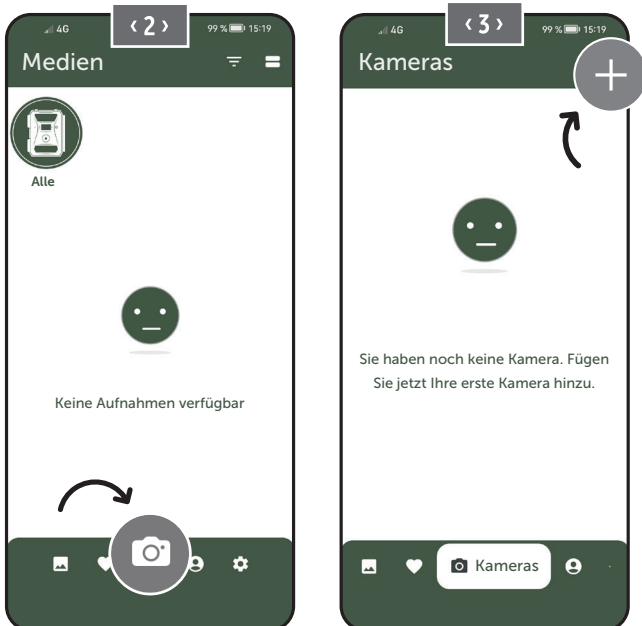 4G
‹ 2 ›
99 % 15:19
Medien
Alle
Keine Aufnahmen verfügbar
4G
‹ 3 ›
99 % 15:19
Kameras
Sie haben noch keine Kamera. Fügen
Sie jetzt Ihre erste Kamera hinzu.
Kameras